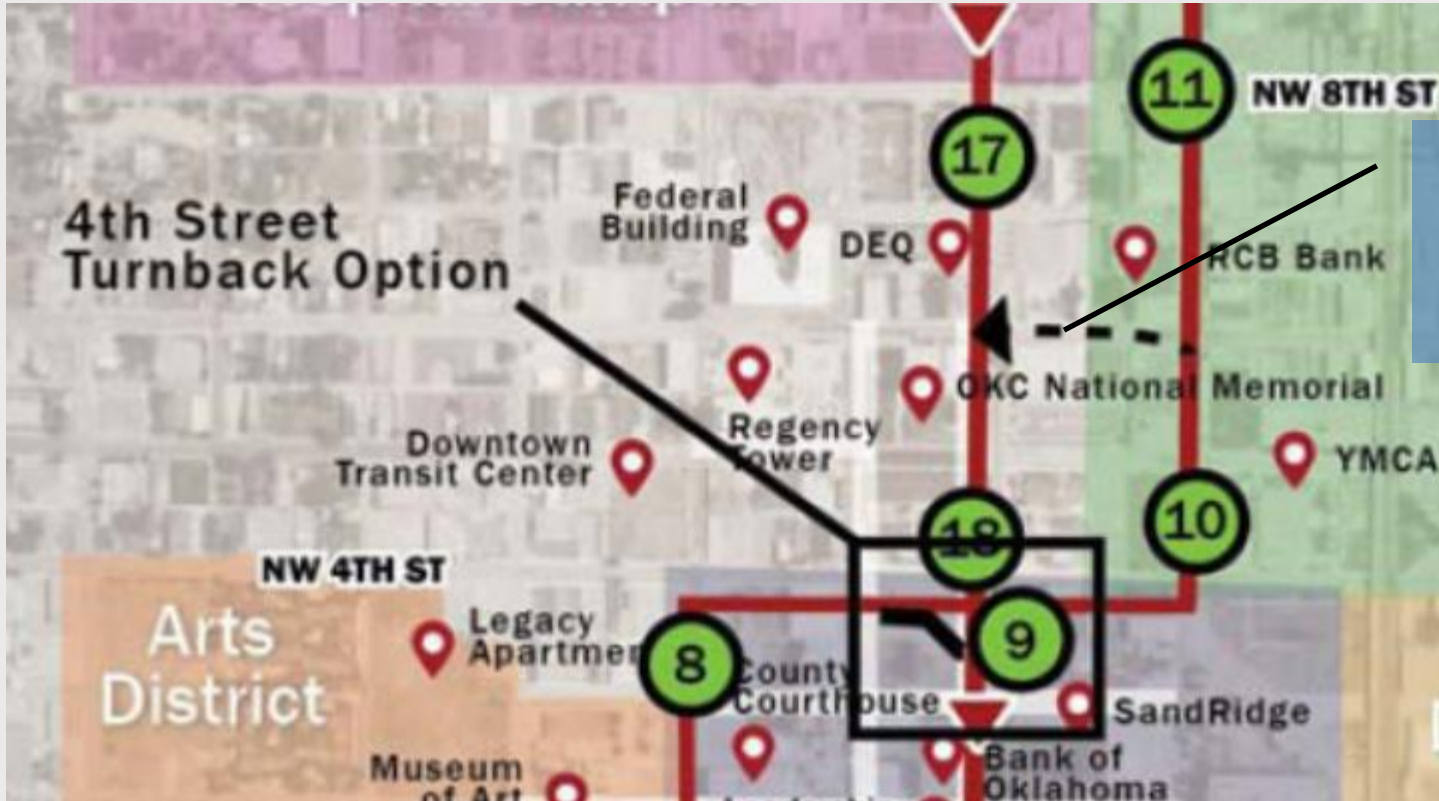 11
NW 8TH ST
17
Federal
Building
DEQ
RCB Bank
4th Street
Turnback Option
OKC National Memorial
Regency
Tower
Downtown
Transit Center
YMCA
18
10
NW 4TH ST
Arts
District
Legacy
8
9
County
Courthouse
SandRidge
Bank of
Oklahoma
Museum
of Art